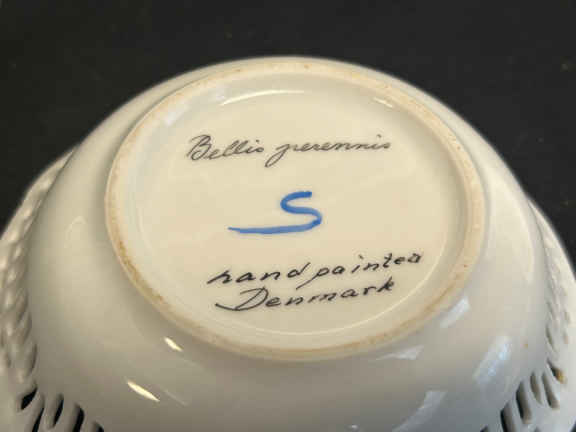 Bellis perennis
S
hand painted
Denmark